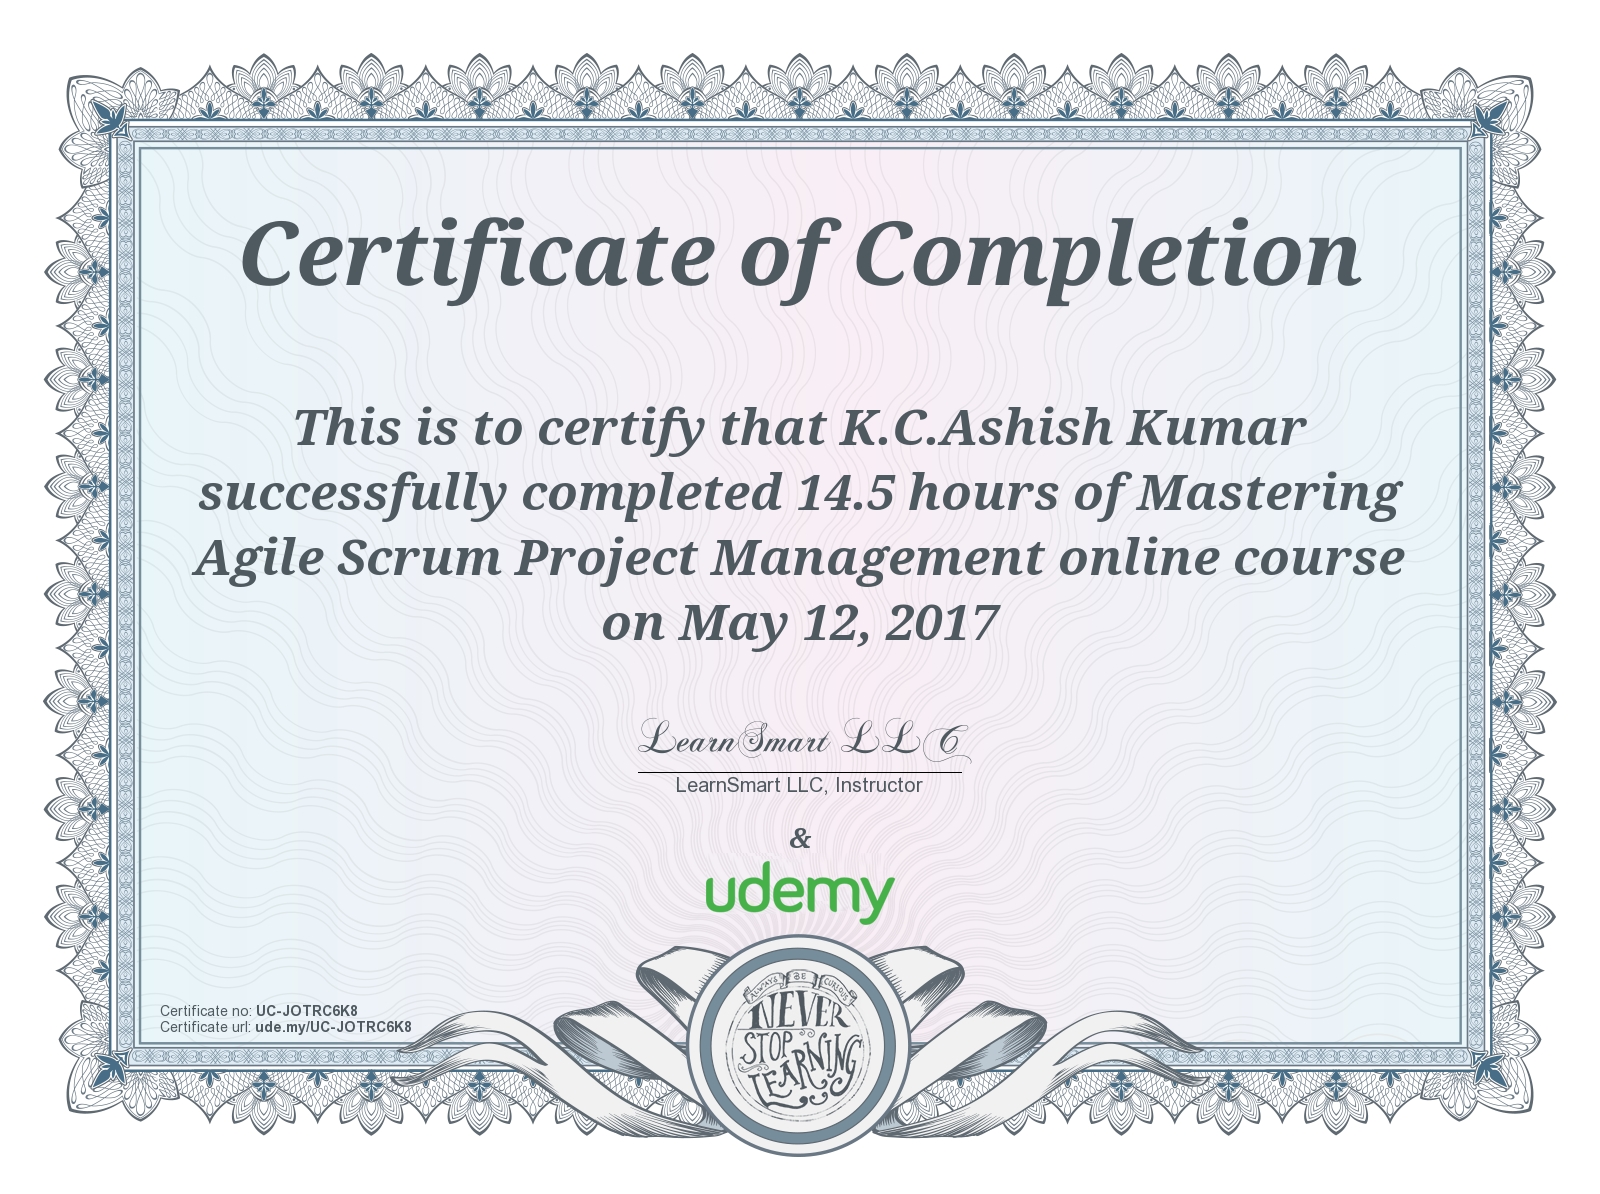 Certificate of Completion
This is to certify that K.C.Ashish Kumar
successfully completed 14.5 hours of Mastering
Agile Scrum Project Management online course
on May 12, 2017
LearnSmart LLC
LearnSmart LLC, Instructor
&
udemy
Certificate no: UC-JOTRC6K8
Certificate url: ude.my/UC-JOTRC6K8
ALWAYS BE CURIOUS
NEVER
STOP
LEARNING